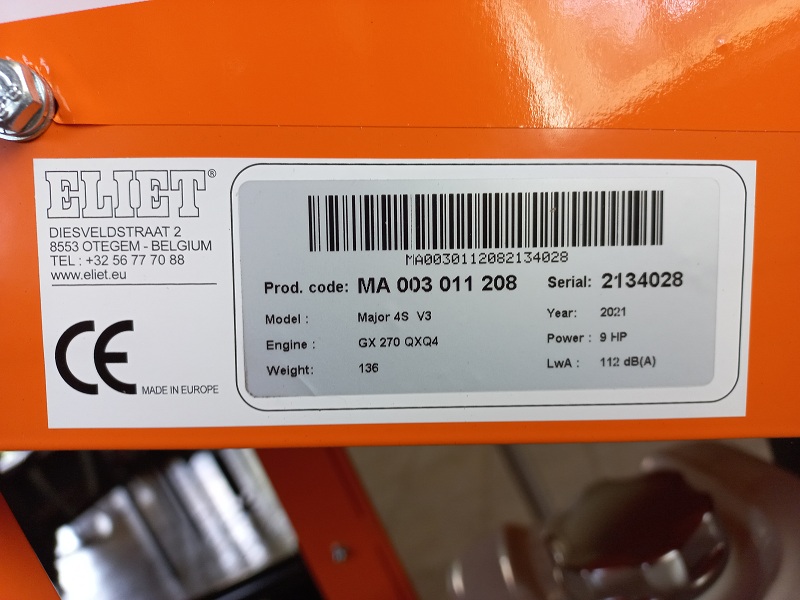 ELIET®
DIESVELDSTRAAT 2
8553 OTEGEM - BELGIUM
TEL : +32 56 77 70 88
www.eliet.eu
CE
MADE IN EUROPE
MA0030112082134028
Prod. code: MA 003 011 208 Serial: 2134028
Model : Major 4S V3 Year: 2021
Engine : GX 270 QXQ4 Power : 9 HP
Weight: 136 LwA : 112 dB(A)